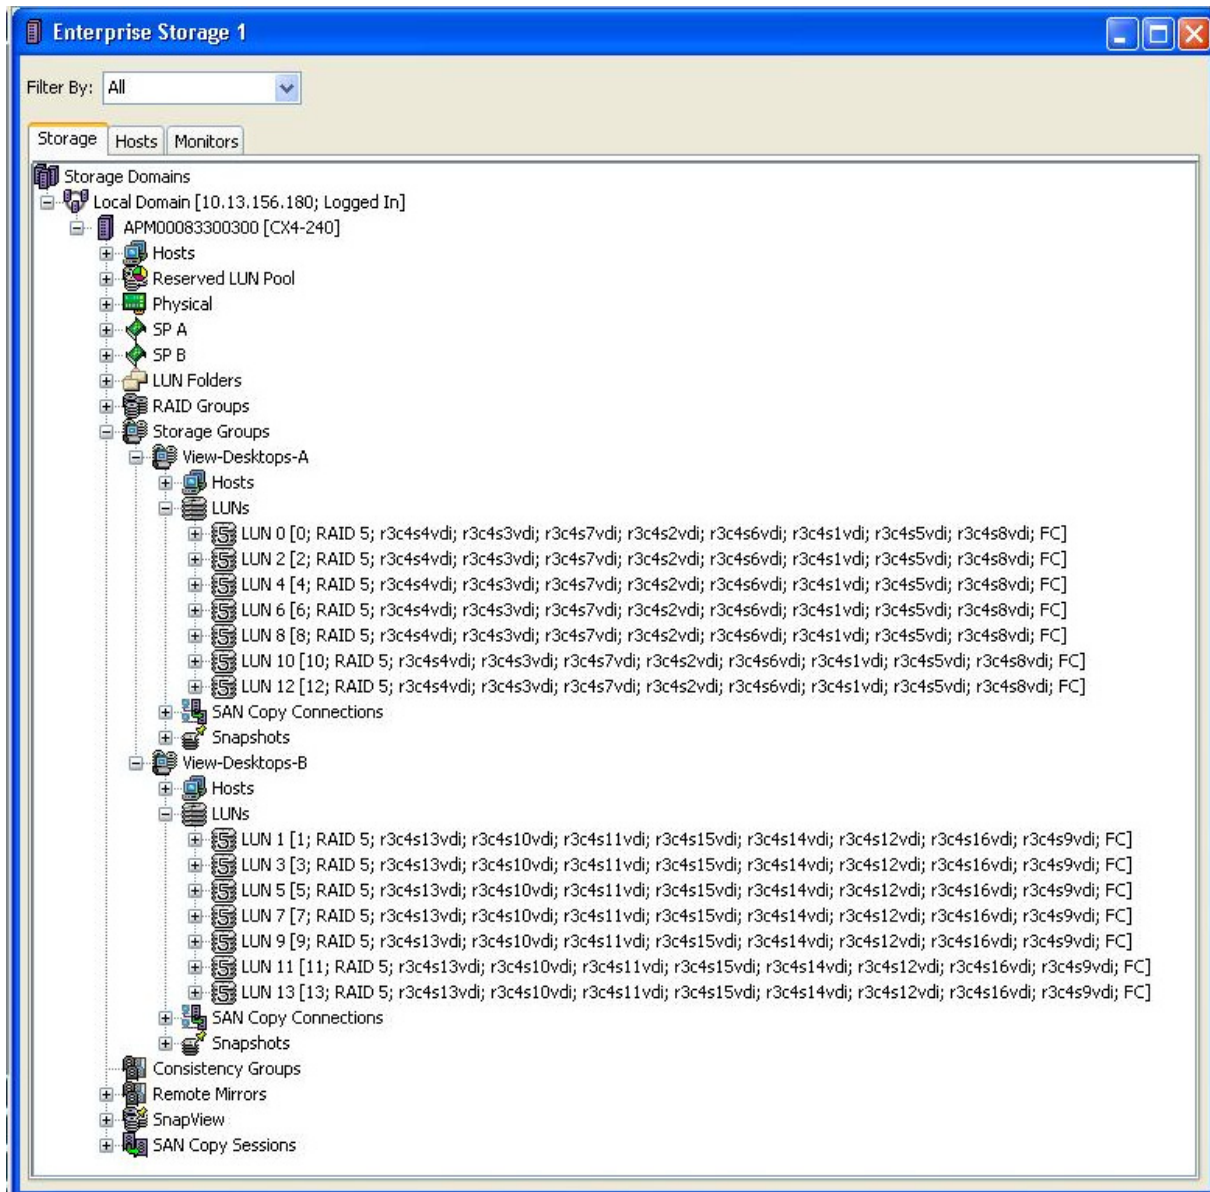 Enterprise Storage 1
Filter By: All
Storage Hosts Monitors
Storage Domains
Local Domain [10.13.156.180; Logged In]
APM00083300300 [CX4-240]
Hosts
Reserved LUN Pool
Physical
SP A
SP B
LUN Folders
RAID Groups
Storage Groups
View-Desktops-A
Hosts
LUNs
LUN 0 [0; RAID 5; r3c4s4vdi; r3c4s3vdi; r3c4s7vdi; r3c4s2vdi; r3c4s6vdi; r3c4s1vdi; r3c4s5vdi; r3c4s8vdi; FC]
LUN 2 [2; RAID 5; r3c4s4vdi; r3c4s3vdi; r3c4s7vdi; r3c4s2vdi; r3c4s6vdi; r3c4s1vdi; r3c4s5vdi; r3c4s8vdi; FC]
LUN 4 [4; RAID 5; r3c4s4vdi; r3c4s3vdi; r3c4s7vdi; r3c4s2vdi; r3c4s6vdi; r3c4s1vdi; r3c4s5vdi; r3c4s8vdi; FC]
LUN 6 [6; RAID 5; r3c4s4vdi; r3c4s3vdi; r3c4s7vdi; r3c4s2vdi; r3c4s6vdi; r3c4s1vdi; r3c4s5vdi; r3c4s8vdi; FC]
LUN 8 [8; RAID 5; r3c4s4vdi; r3c4s3vdi; r3c4s7vdi; r3c4s2vdi; r3c4s6vdi; r3c4s1vdi; r3c4s5vdi; r3c4s8vdi; FC]
LUN 10 [10; RAID 5; r3c4s4vdi; r3c4s3vdi; r3c4s7vdi; r3c4s2vdi; r3c4s6vdi; r3c4s1vdi; r3c4s5vdi; r3c4s8vdi; FC]
LUN 12 [12; RAID 5; r3c4s4vdi; r3c4s3vdi; r3c4s7vdi; r3c4s2vdi; r3c4s6vdi; r3c4s1vdi; r3c4s5vdi; r3c4s8vdi; FC]
SAN Copy Connections
Snapshots
View-Desktops-B
Hosts
LUNs
LUN 1 [1; RAID 5; r3c4s13vdi; r3c4s10vdi; r3c4s11vdi; r3c4s15vdi; r3c4s14vdi; r3c4s12vdi; r3c4s16vdi; r3c4s9vdi; FC]
LUN 3 [3; RAID 5; r3c4s13vdi; r3c4s10vdi; r3c4s11vdi; r3c4s15vdi; r3c4s14vdi; r3c4s12vdi; r3c4s16vdi; r3c4s9vdi; FC]
LUN 5 [5; RAID 5; r3c4s13vdi; r3c4s10vdi; r3c4s11vdi; r3c4s15vdi; r3c4s14vdi; r3c4s12vdi; r3c4s16vdi; r3c4s9vdi; FC]
LUN 7 [7; RAID 5; r3c4s13vdi; r3c4s10vdi; r3c4s11vdi; r3c4s15vdi; r3c4s14vdi; r3c4s12vdi; r3c4s16vdi; r3c4s9vdi; FC]
LUN 9 [9; RAID 5; r3c4s13vdi; r3c4s10vdi; r3c4s11vdi; r3c4s15vdi; r3c4s14vdi; r3c4s12vdi; r3c4s16vdi; r3c4s9vdi; FC]
LUN 11 [11; RAID 5; r3c4s13vdi; r3c4s10vdi; r3c4s11vdi; r3c4s15vdi; r3c4s14vdi; r3c4s12vdi; r3c4s16vdi; r3c4s9vdi; FC]
LUN 13 [13; RAID 5; r3c4s13vdi; r3c4s10vdi; r3c4s11vdi; r3c4s15vdi; r3c4s14vdi; r3c4s12vdi; r3c4s16vdi; r3c4s9vdi; FC]
SAN Copy Connections
Snapshots
Consistency Groups
Remote Mirrors
SnapView
SAN Copy Sessions